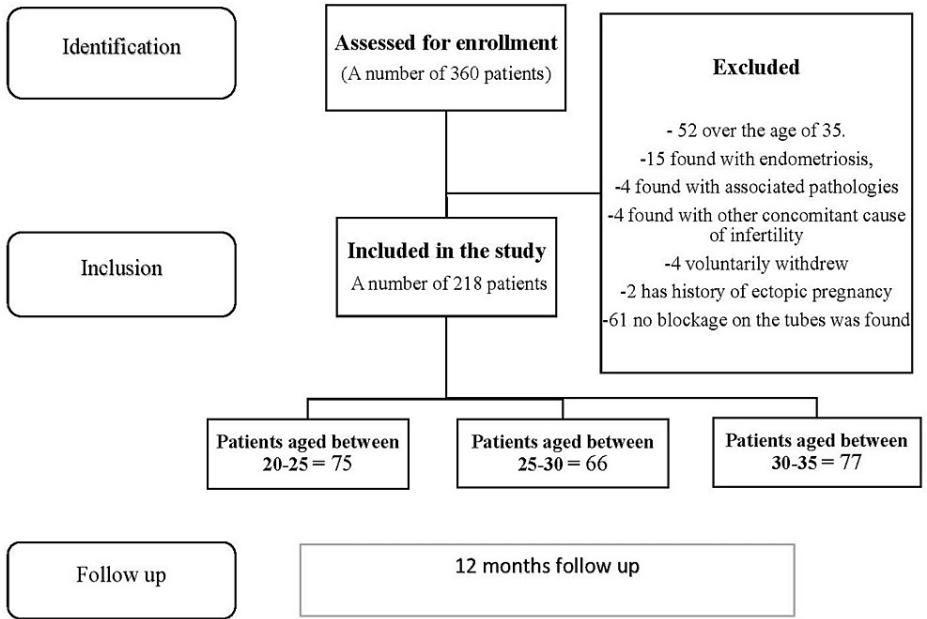 Identification
Assessed for enrollment
(A number of 360 patients)
Excluded
- 52 over the age of 35.
-15 found with endometriosis,
-4 found with associated pathologies
-4 found with other concomitant cause
of infertility
-4 voluntarily withdrew
-2 has history of ectopic pregnancy
-61 no blockage on the tubes was found
Inclusion
Included in the study
A number of 218 patients
Patients aged between
20-25 = 75
Patients aged between
25-30 = 66
Patients aged between
30-35 = 77
Follow up
12 months follow up